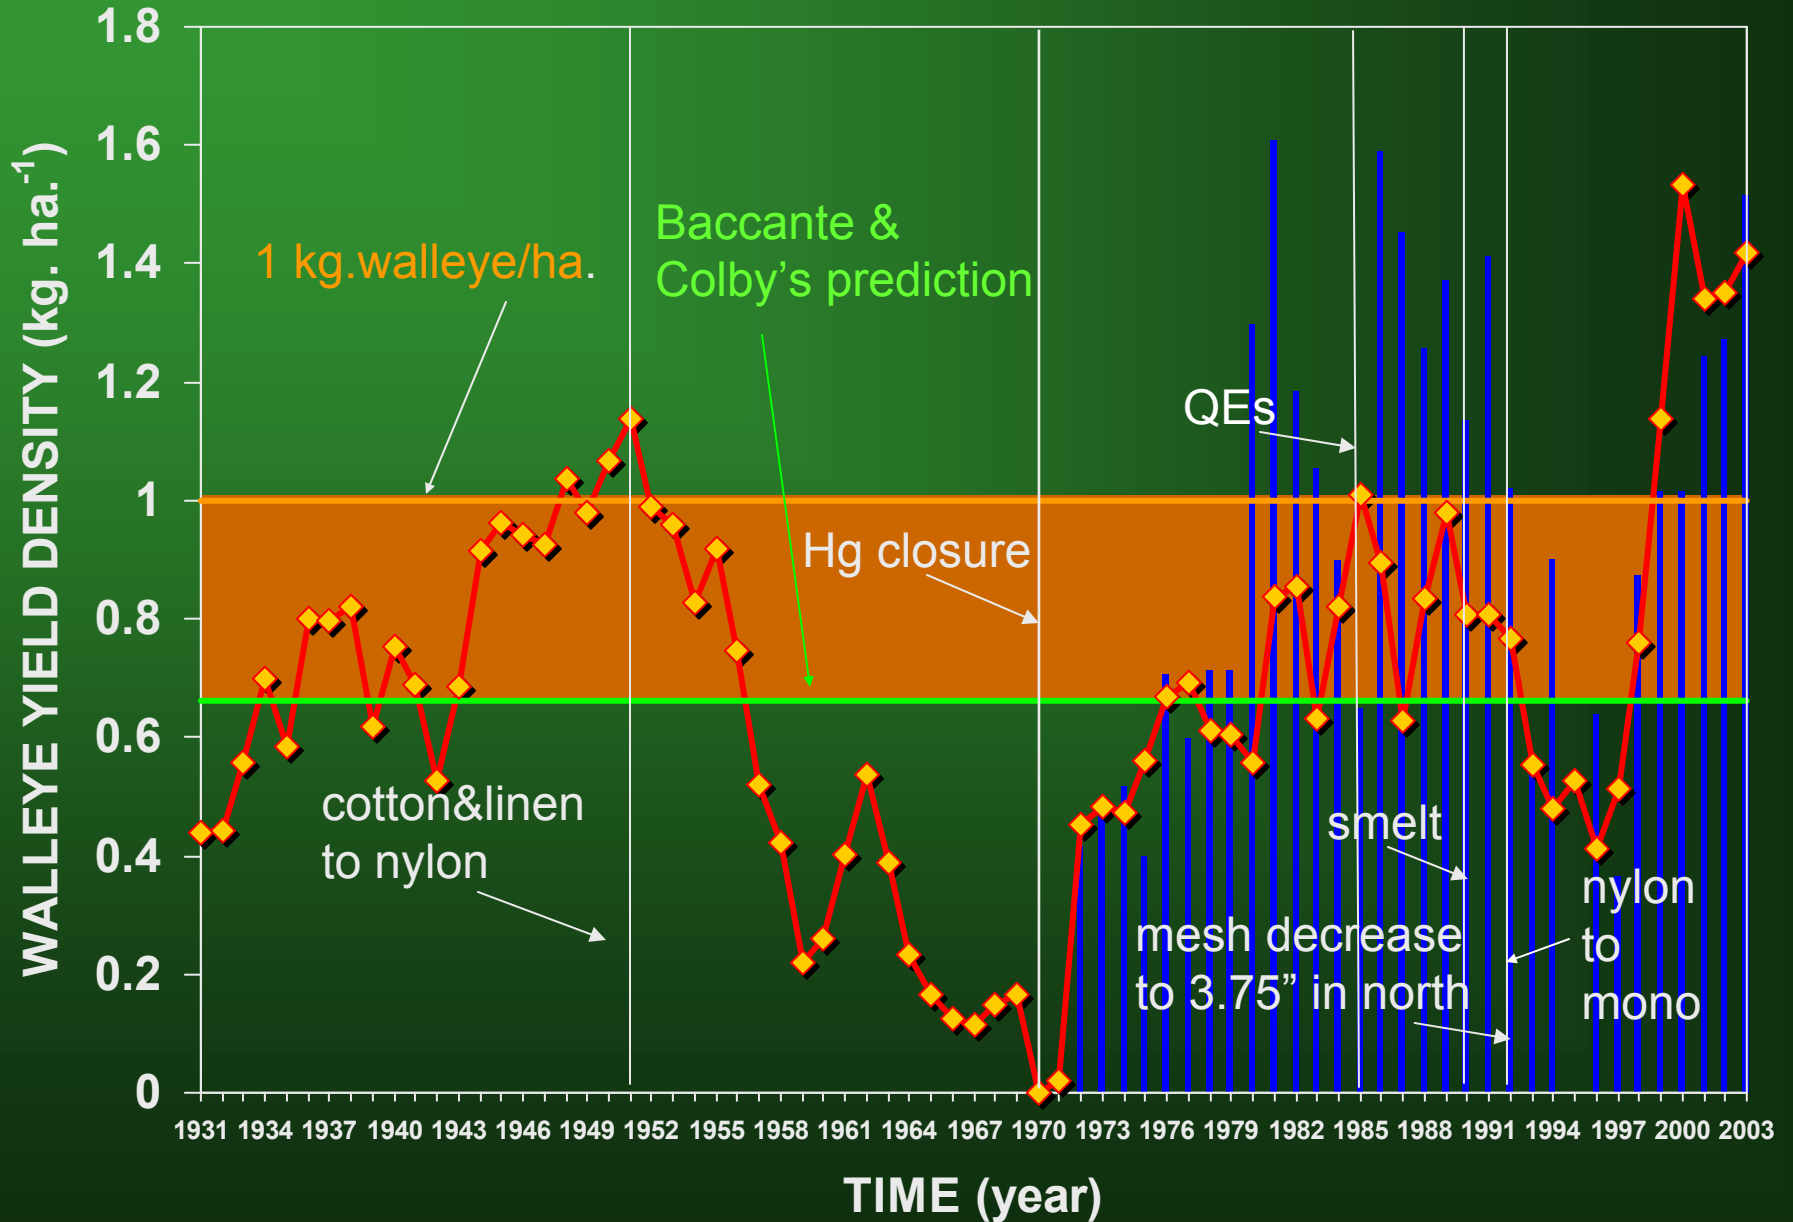 WALLEYE YIELD DENSITY (kg. ha.⁻¹)
1.8
1.6
1.4
1.2
1
0.8
0.6
0.4
0.2
0
1 kg.walleye/ha.
Baccante &
Colby’s prediction
QEs
Hg closure
cotton&linen
to nylon
smelt
mesh decrease
to 3.75” in north
nylon
to
mono
1931 1934 1937 1940 1943 1946 1949 1952 1955 1958 1961 1964 1967 1970 1973 1976 1979 1982 1985 1988 1991 1994 1997 2000 2003
TIME (year)